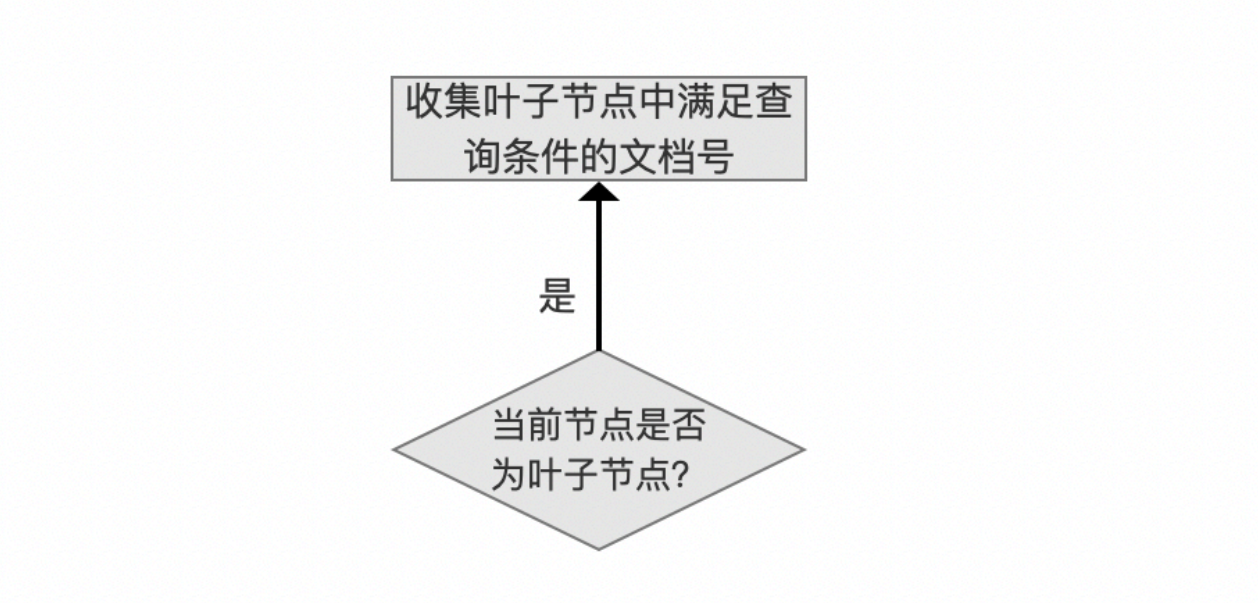 收集叶子节点中满足查
询条件的文档号
是
当前节点是否
为叶子节点?